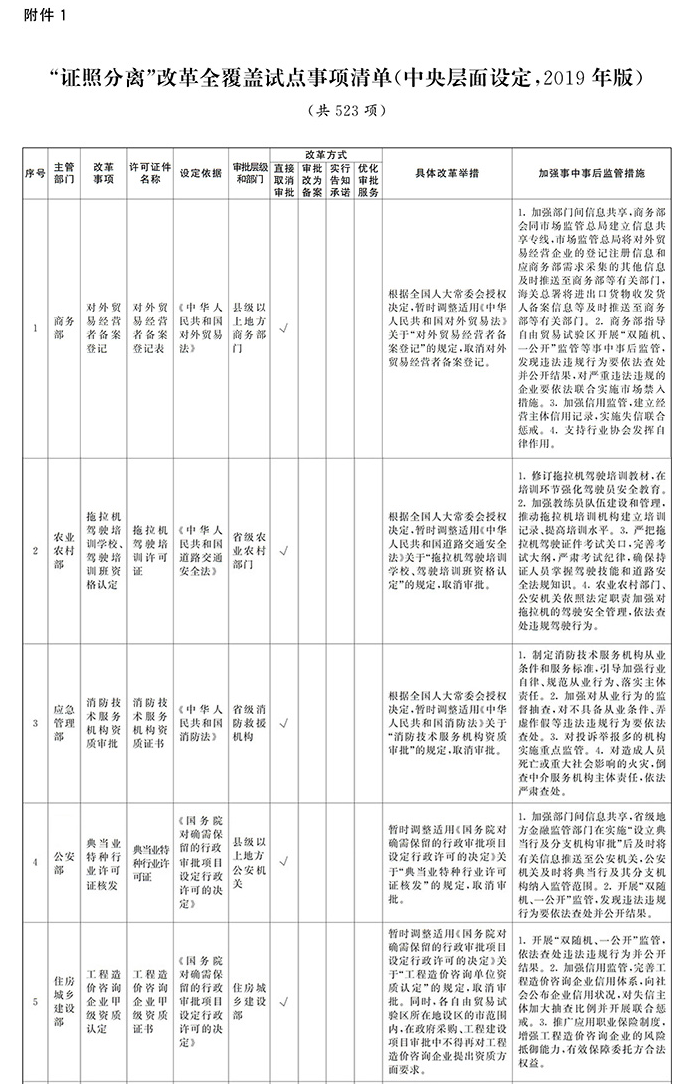 附件 1
“证照分离”改革全覆盖试点事项清单(中央层面设定,2019 年版)
(共 523 项)
序号
主管
部门
改革
事项
许可证件
名称
设定依据
审批层级
和部门
改革方式
直接
取消
审批
审批
改为
备案
实行
告知
承诺
优化
审批
服务
具体改革举措
加强事中事后监管措施
1
商务
部
对外贸
易经营
者备案
登记
对外贸
易经营
者备案
登记表
《中华人
民共和国
对外贸易
法》
县级以
上地方
商务部
门
√
根据全国人大常委会授权
决定,暂时调整适用《中华
人民共和国对外贸易法》
关于“对外贸易经营者备
案登记”的规定,取消对外
贸易经营者备案登记。
1. 加强部门间信息共享,商务部
会同市场监管总局建立信息共
享专线,市场监管总局将对外贸
易经营企业的登记注册信息和
应商务部需求采集的其他信息
及时推送至商务部等有关部门,
海关总署将进出口货物收发货
人备案信息等及时推送至商务
部等有关部门。2. 商务部指导
自由贸易试验区开展“双随机、
一公开”监管等事中事后监管,
发现违法违规行为要依法查处
并公开结果,对严重违法违规的
企业要依法联合实施市场禁入
措施。3. 加强信用监管,建立经
营主体信用记录,实施失信联合
惩戒。4. 支持行业协会发挥自
律作用。
2
农业
农村
部
拖拉机
驾驶培
训学校、
驾驶培
训班资
格认定
拖拉机
驾驶培
训许可
证
《中华人
民共和国
道路交通
安全法》
省级农
业农村
部门
√
根据全国人大常委会授权
决定,暂时调整适用《中华
人民共和国道路交通安全
法》关于“拖拉机驾驶培训
学校、驾驶培训班资格认
定”的规定,取消审批。
1. 修订拖拉机驾驶培训教材,在
培训环节强化驾驶员安全教育。
2. 加强教练员队伍建设和管理,
推动拖拉机培训机构建立培训
记录、提高培训水平。3. 严把拖
拉机驾驶证件考试关口,完善考
试大纲,严肃考试纪律,确保持
证人员掌握驾驶技能和道路安
全法规知识。4. 农业农村部门、
公安机关依照法定职责加强对
拖拉机的驾驶安全管理,依法查
处违规驾驶行为。
3
应急
管理
部
消防技
术服务
机构资
质审批
消防技
术服务
机构资
质证书
《中华人
民共和国
消防法》
省级消
防救援
机构
√
根据全国人大常委会授权
决定,暂时调整适用《中华
人民共和国消防法》关于
“消防技术服务机构资质
审批”的规定,取消审批。
1. 制定消防技术服务机构从业
条件和服务标准,引导加强行业
自律、规范从业行为、落实主体
责任。2. 加强对从业行为的监
督抽查,对不具备从业条件、弄
虚作假等违法违规行为要依法
查处。3. 对投诉举报多的机构
实施重点监管。4. 对造成人员
死亡或重大社会影响的火灾,倒
查中介服务机构主体责任,依法
严肃查处。
4
公安
部
典当业
特种行
业许可
证核发
典当业特
种行业许
可证
《国务院
对确需保
留的行政
审批项目
设定行政
许可的决
定》
县级以
上地方
公安机
关
√
暂时调整适用《国务院对
确需保留的行政审批项目
设定行政许可的决定》关
于“典当业特种行业许可
证核发”的规定,取消审
批。
1. 加强部门间信息共享,省级地
方金融监管部门在实施“设立典
当行及分支机构审批”后及时将
有关信息推送至公安机关,公安
机关及时将典当行及其分支机
构纳入监管范围。2. 开展“双随
机、一公开”监管,发现违法违规
行为要依法查处并公开结果。
5
住房
城乡
建设
部
工程造
价咨询
企业甲
级资质
认定
工程造
价咨询
企业甲
级资质
证书
《国务院
对确需保
留的行政
审批项目
设定行政
许可的决
定》
住房城
乡建设
部
√
暂时调整适用《国务院对
确需保留的行政审批项目
设定行政许可的决定》关
于“工程造价咨询单位资
质认定”的规定,取消审
批。同时,各自由贸易试
验区所在地设区的市范围
内,在政府采购、工程建设
项目审批中不得再对工程
造价咨询企业提出资质方
面要求。
1. 开展“双随机、一公开”监管,
依法查处违法违规行为并公开
结果。2. 加强信用监管,完善工
程造价咨询企业信用体系,向社
会公布企业信用状况,对失信主
体加大抽查比例并开展联合惩
戒。3. 推广应用职业保险制度,
增强工程造价咨询企业的风险
抵御能力,有效保障委托方合法
权益。